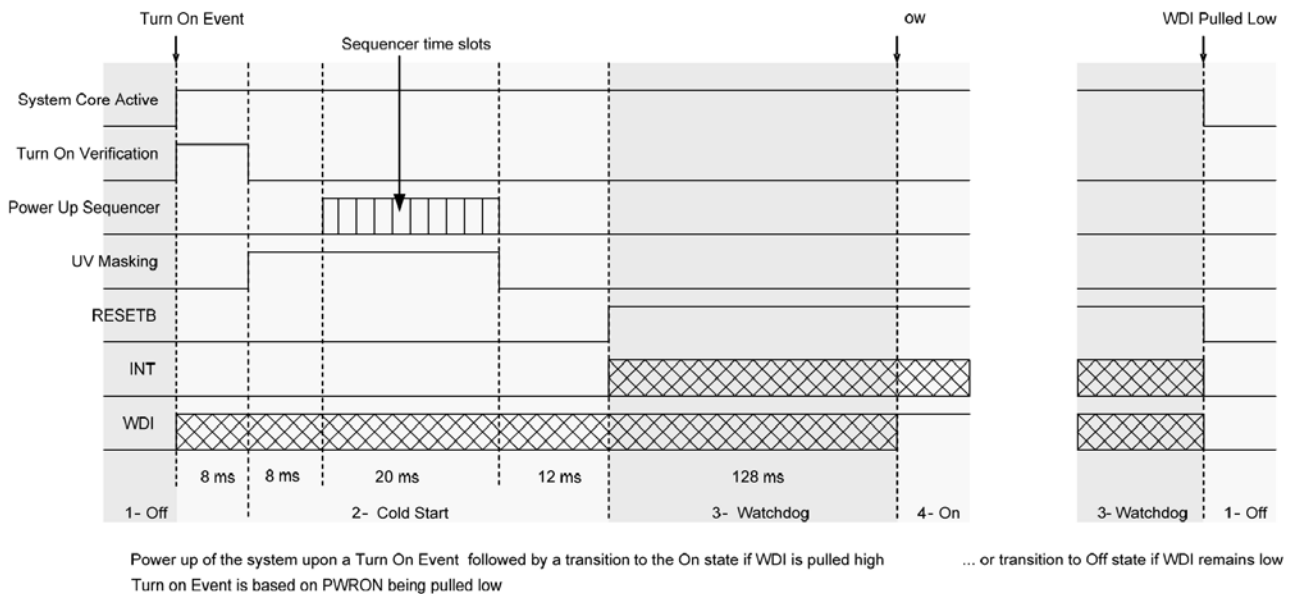 Turn On Event
ow
WDI Pulled Low
Sequencer time slots
System Core Active
Turn On Verification
Power Up Sequencer
UV Masking
RESETB
INT
WDI
8 ms
8 ms
20 ms
12 ms
128 ms
1- Off
2- Cold Start
3- Watchdog
4- On
3- Watchdog
1- Off
Power up of the system upon a Turn On Event followed by a transition to the On state if WDI is pulled high
... or transition to Off state if WDI remains low
Turn on Event is based on PWRON being pulled low